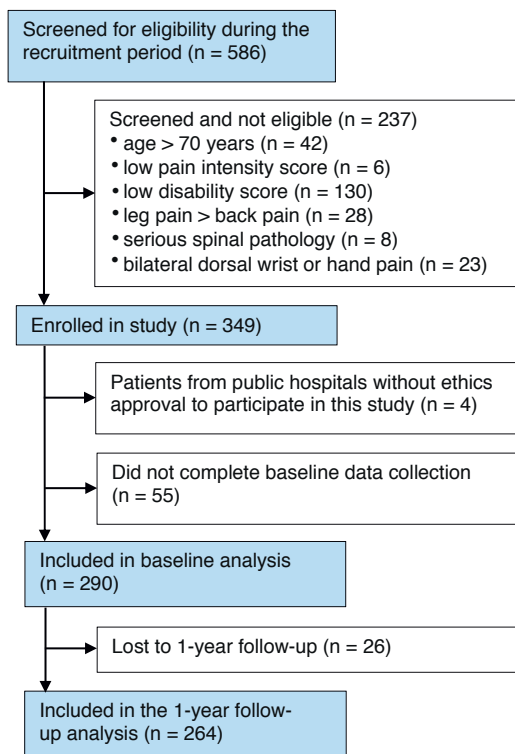 Screened for eligibility during the
recruitment period (n = 586)
Screened and not eligible (n = 237)
• age > 70 years (n = 42)
• low pain intensity score (n = 6)
• low disability score (n = 130)
• leg pain > back pain (n = 28)
• serious spinal pathology (n = 8)
• bilateral dorsal wrist or hand pain (n = 23)
Enrolled in study (n = 349)
Patients from public hospitals without ethics
approval to participate in this study (n = 4)
Did not complete baseline data collection
(n = 55)
Included in baseline analysis
(n = 290)
Lost to 1-year follow-up (n = 26)
Included in the 1-year follow-
up analysis (n = 264)